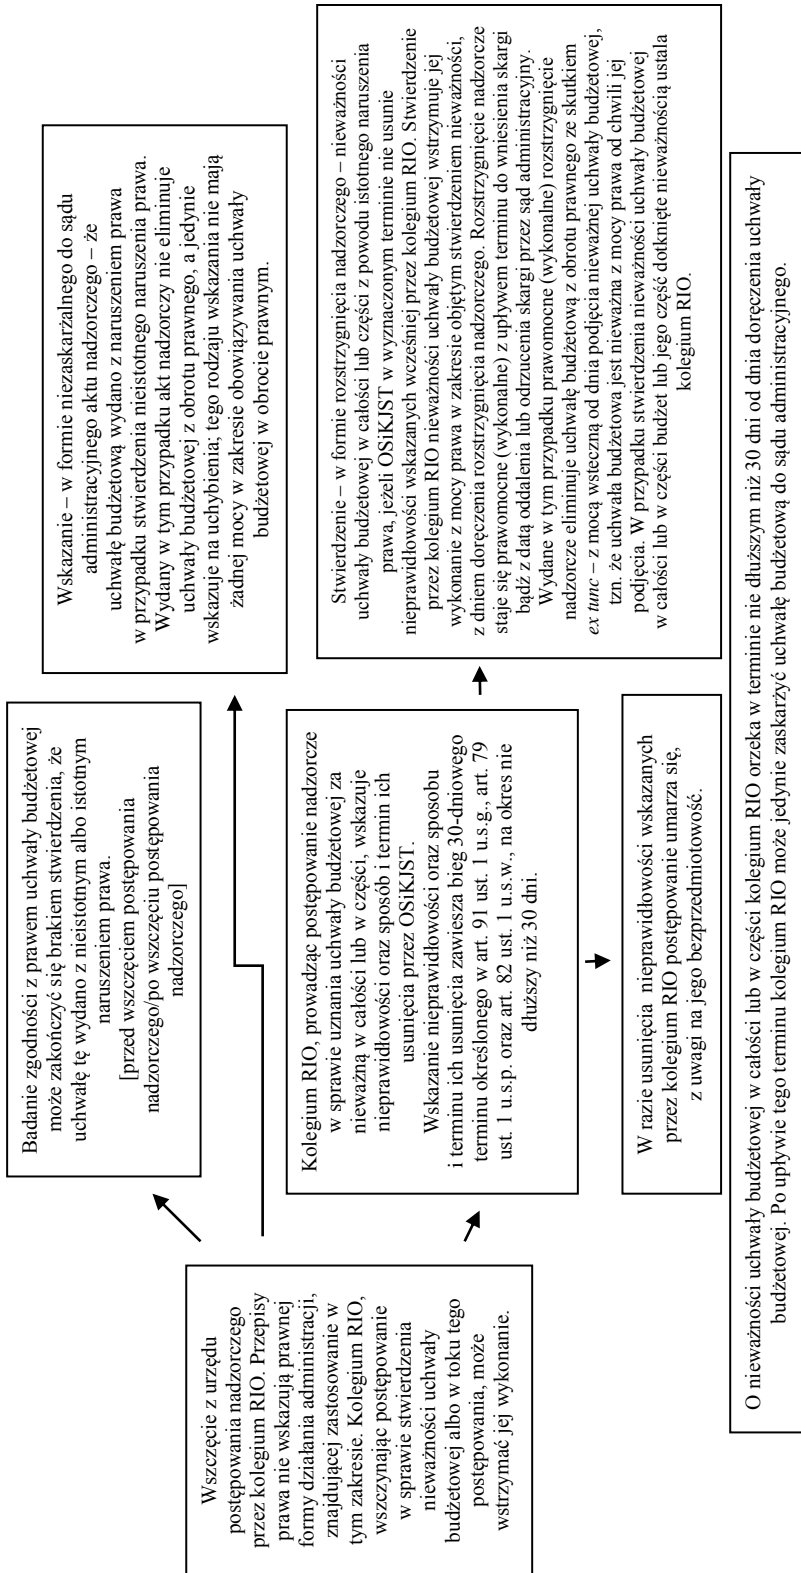 Wszczęcie z urzędu
postępowania nadzorczego
przez kolegium RIO. Przepisy
prawa nie wskazują prawnej
formy działania administracji,
znajdującej zastosowanie w
tym zakresie. Kolegium RIO,
wszczynając postępowanie
w sprawie stwierdzenia
nieważności uchwały
budżetowej albo w toku tego
postępowania, może
wstrzymać jej wykonanie.
Badanie zgodności z prawem uchwały budżetowej
może zakończyć się brakiem stwierdzenia, że
uchwałę tę wydano z nieistotnym albo istotnym
naruszeniem prawa.
[przed wszczęciem postępowania
nadzorczego/po wszczęciu postępowania
nadzorczego]
Kolegium RIO, prowadząc postępowanie nadzorcze
w sprawie uznania uchwały budżetowej za
nieważną w całości lub w części, wskazuje
nieprawidłowości oraz sposób i termin ich
usunięcia przez OSiKJST.
Wskazanie nieprawidłowości oraz sposobu
i terminu ich usunięcia zawiesza bieg 30-dniowego
terminu określonego w art. 91 ust. 1 u.s.g., art. 79
ust. 1 u.s.p. oraz art. 82 ust. 1 u.s.w., na okres nie
dłuższy niż 30 dni.
W razie usunięcia nieprawidłowości wskazanych
przez kolegium RIO postępowanie umarza się,
z uwagi na jego bezprzedmiotowość.
Wskazanie – w formie niezaskarżalnego do sądu
administracyjnego aktu nadzorczego – że
uchwałę budżetową wydano z naruszeniem prawa
w przypadku stwierdzenia nieistotnego naruszenia prawa.
Wydany w tym przypadku akt nadzorczy nie eliminuje
uchwały budżetowej z obrotu prawnego, a jedynie
wskazuje na uchybienia; tego rodzaju wskazania nie mają
żadnej mocy w zakresie obowiązywania uchwały
budżetowej w obrocie prawnym.
Stwierdzenie – w formie rozstrzygnięcia nadzorczego – nieważności
uchwały budżetowej w całości lub części z powodu istotnego naruszenia
prawa, jeżeli OSiKJST w wyznaczonym terminie nie usunie
nieprawidłowości wskazanych wcześniej przez kolegium RIO. Stwierdzenie
przez kolegium RIO nieważności uchwały budżetowej wstrzymuje jej
wykonanie z mocy prawa w zakresie objętym stwierdzeniem nieważności,
z dniem doręczenia rozstrzygnięcia nadzorczego. Rozstrzygnięcie nadzorcze
staje się prawomocne (wykonalne) z upływem terminu do wniesienia skargi
bądź z datą oddalenia lub odrzucenia skargi przez sąd administracyjny.
Wydane w tym przypadku prawomocne (wykonalne) rozstrzygnięcie
nadzorcze eliminuje uchwałę budżetową z obrotu prawnego ze skutkiem
ex tunc – z mocą wsteczną od dnia podjęcia nieważnej uchwały budżetowej,
tzn. że uchwała budżetowa jest nieważna z mocy prawa od chwili jej
podjęcia. W przypadku stwierdzenia nieważności uchwały budżetowej
w całości lub w części budżet lub jego część dotknięte nieważnością ustala
kolegium RIO.
O nieważności uchwały budżetowej w całości lub w części kolegium RIO orzeka w terminie nie dłuższym niż 30 dni od dnia doręczenia uchwały
budżetowej. Po upływie tego terminu kolegium RIO może jedynie zaskarżyć uchwałę budżetową do sądu administracyjnego.